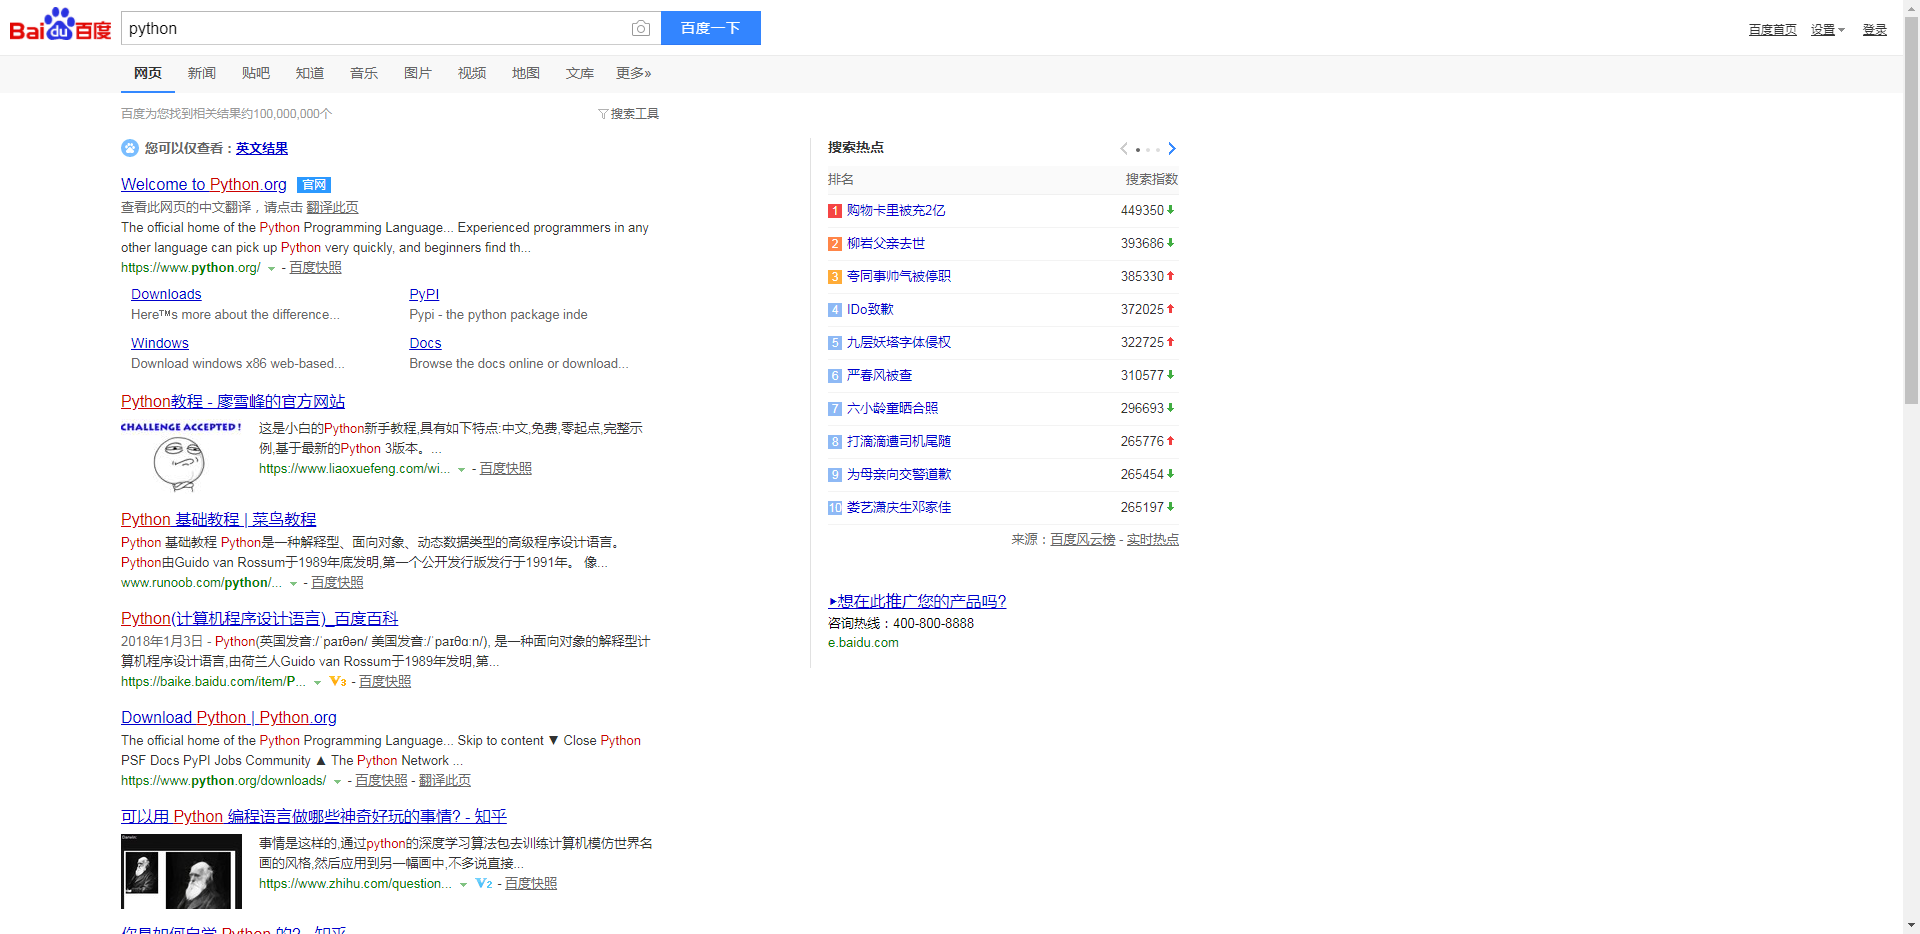 Bai du 百度
python
百度一下
百度首页 设置 登录
网页 新闻 贴吧 知道 音乐 图片 视频 地图 文库 更多»
百度为您找到相关结果约100,000,000个
搜索工具
您可以仅查看：英文结果
Welcome to Python.org 官网
查看此网页的中文翻译，请点击 翻译此页
The official home of the Python Programming Language... Experienced programmers in any
other language can pick up Python very quickly, and beginners find th...
https://www.python.org/ - 百度快照
Downloads
Here™s more about the difference...
PyPI
Pypi - the python package inde
Windows
Download windows x86 web-based...
Docs
Browse the docs online or download...
Python教程 - 廖雪峰的官方网站
CHALLENGE ACCEPTED!
这是小白的Python新手教程,具有如下特点:中文,免费,零起点,完整示
例,基于最新的Python 3版本。...
https://www.liaoxuefeng.com/wi... - 百度快照
Python 基础教程 | 菜鸟教程
Python 基础教程 Python是一种解释型、面向对象、动态数据类型的高级程序设计语言。
Python由Guido van Rossum于1989年底发明,第一个公开发行版发行于1991年。 像...
www.runoob.com/python/... - 百度快照
Python(计算机程序设计语言)_百度百科
2018年1月3日 - Python(英国发音:/ˈpaɪθən/ 美国发音:/ˈpaɪθɑːn/), 是一种面向对象的解释型计
算机程序设计语言,由荷兰人Guido van Rossum于1989年发明,第...
https://baike.baidu.com/item/P... V3 - 百度快照
Download Python | Python.org
The official home of the Python Programming Language... Skip to content ▼ Close Python
PSF Docs PyPI Jobs Community ▲ The Python Network ...
https://www.python.org/downloads/ - 百度快照 - 翻译此页
可以用 Python 编程语言做哪些神奇好玩的事情? - 知乎
事情是这样的,通过python的深度学习算法包去训练计算机模仿世界名
画的风格,然后应用到另一幅画中,不多说直接...
https://www.zhihu.com/question... V2 - 百度快照
你是如何自学 Python 的? - 知乎
搜索热点
排名 搜索指数
1 购物卡里被充2亿 449350
2 柳岩父亲去世 393686
3 夸同事帅气被停职 385330
4 IDo致歉 372025
5 九层妖塔字体侵权 322725
6 严春风被查 310577
7 六小龄童晒合照 296693
8 打滴滴遭司机尾随 265776
9 为母亲向交警道歉 265454
10 娄艺潇庆生邓家佳 265197
来源：百度风云榜 - 实时热点
想在此推广您的产品吗?
咨询热线：400-800-8888
e.baidu.com